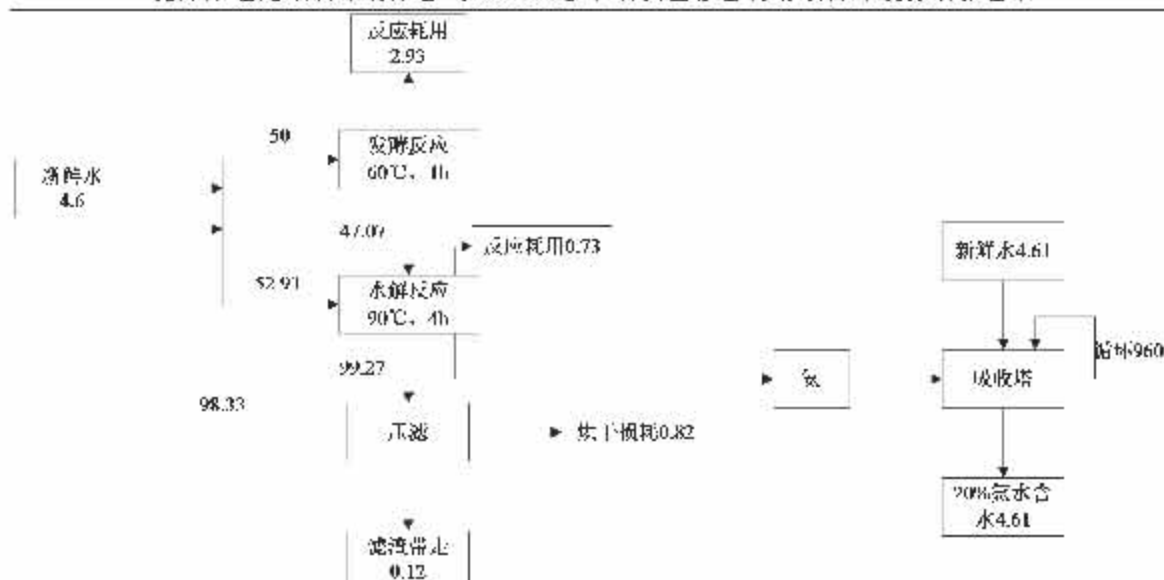 反应耗用
2.93
50
发酵反应
60℃、1h
新鲜水
4.6
47.07
反应耗用0.73
新鲜水4.61
52.93
水解反应
90℃、4h
循环960
99.27
氨
吸收塔
98.33
压滤
烘干损耗0.82
20%氨水含
水4.61
滤渣带走
0.12